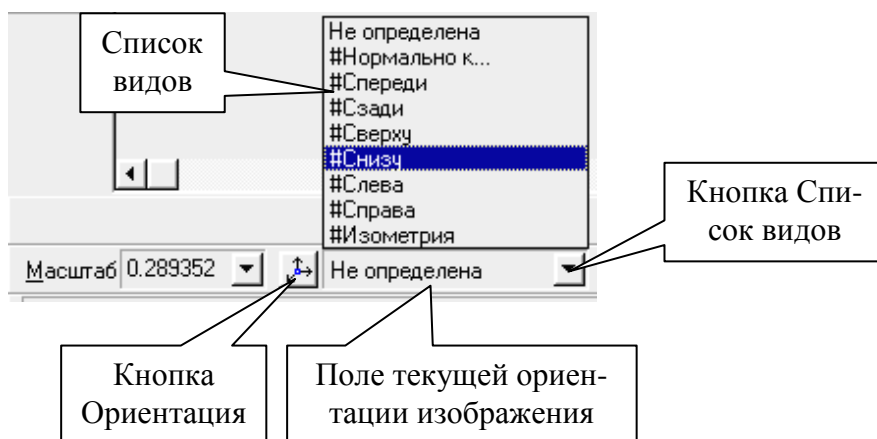 Список
видов
Не определена
#Нормально к...
#Спереди
#Сзади
#Сверху
#Снизу
#Слева
#Справа
#Изометрия
Кнопка Спи-
сок видов
Масштаб 0.289352 Не определена
Кнопка
Ориентация
Поле текущей ориен-
тации изображения